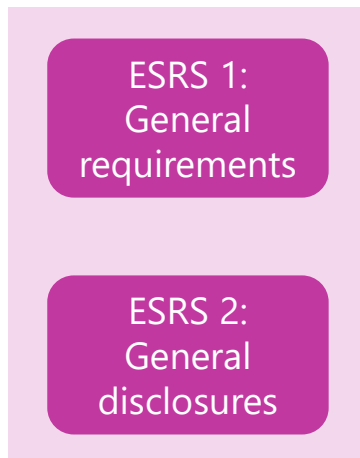 ESRS 1:
General
requirements
ESRS 2:
General
disclosures